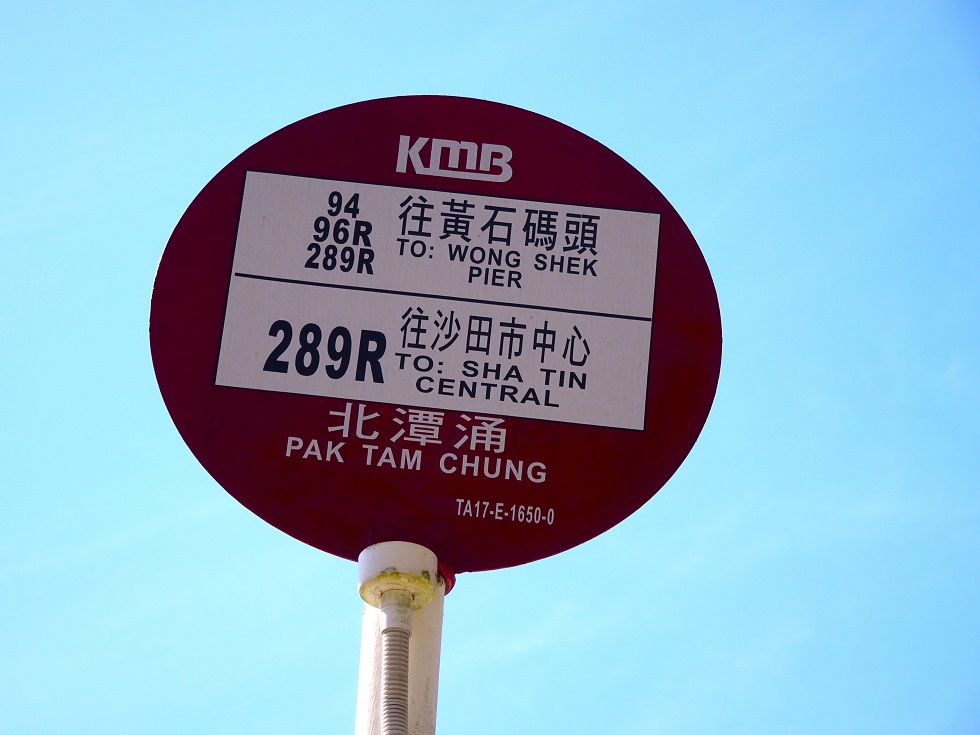 KMB
94
96R
289R
往黃石碼頭
TO: WONG SHEK
PIER
289R
往沙田市中心
TO: SHA TIN
CENTRAL
北潭涌
PAK TAM CHUNG
TA17-E-1650-0